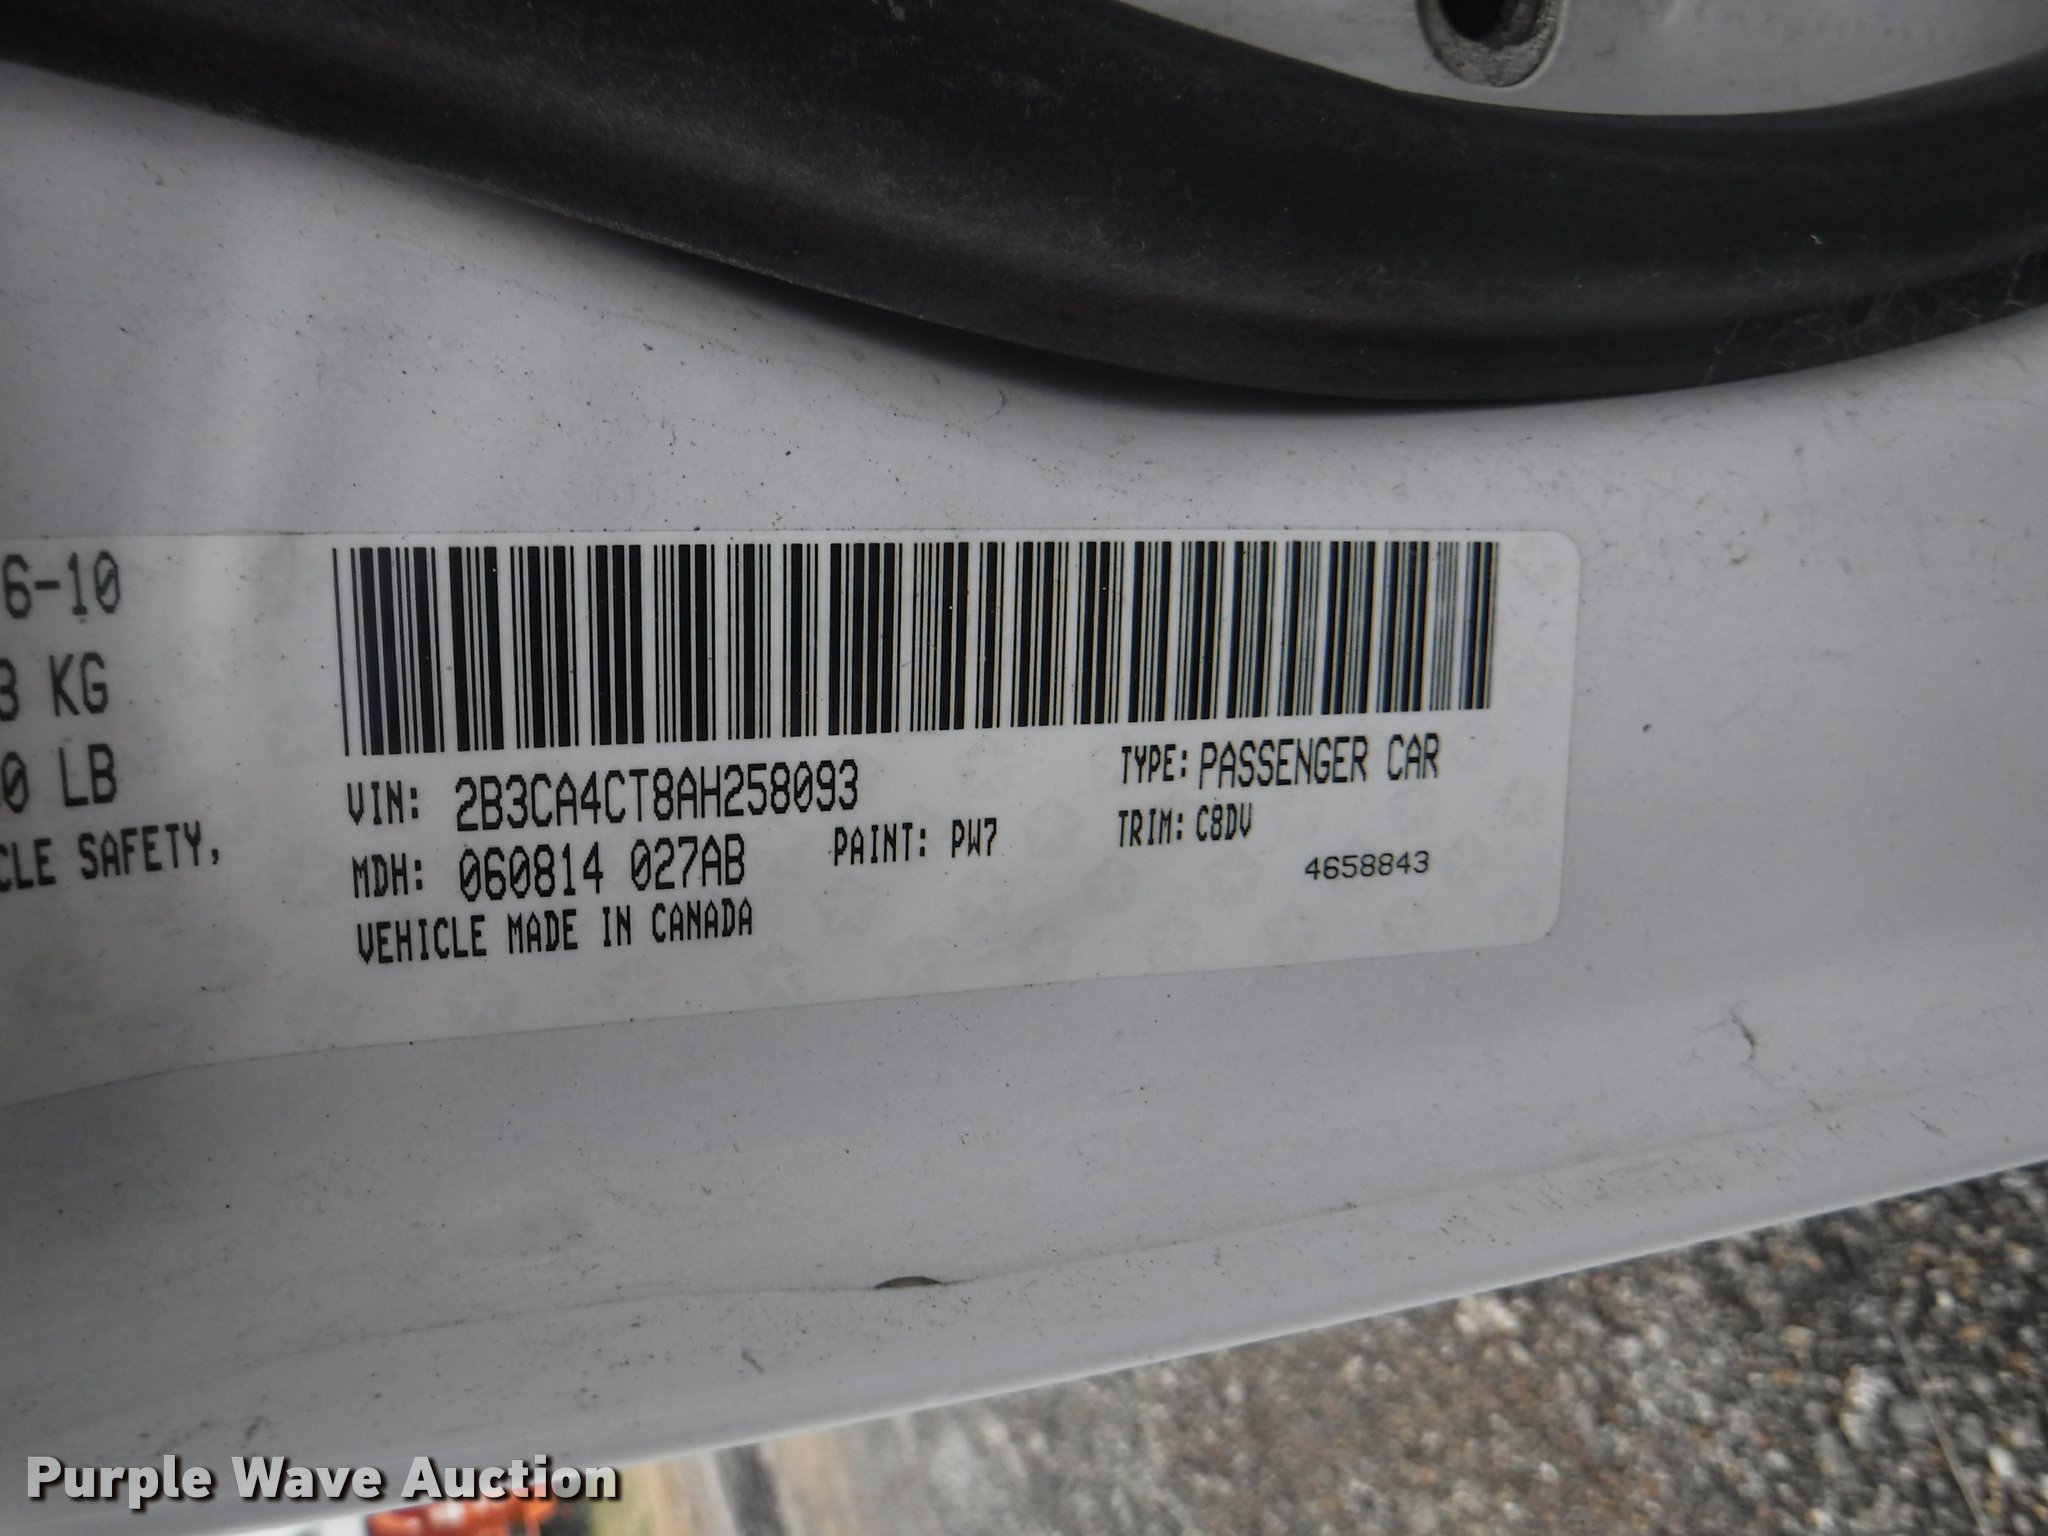 6-10
3 KG
0 LB
CLE SAFETY,
VIN: 2B3CA4CT8AH258093
TYPE: PASSENGER CAR
MDH: 060814 027AB
PAINT: PW7
TRIM: C8DV
VEHICLE MADE IN CANADA
4658843
Purple Wave Auction